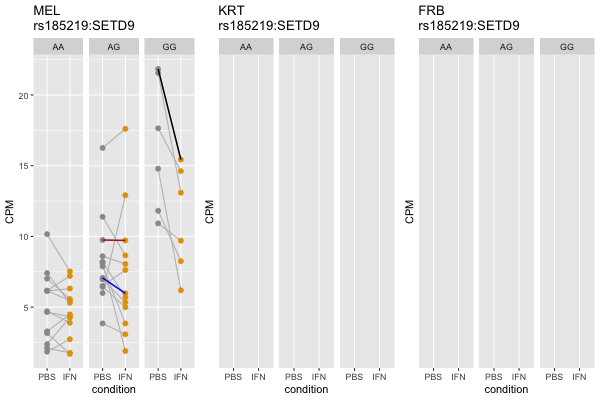 MEL
rs185219:SETD9
AA AG GG
CPM
20
15
10
5
PBS IFN PBS IFN PBS IFN
condition
KRT
rs185219:SETD9
AA AG GG
CPM
PBS IFN PBS IFN PBS IFN
condition
FRB
rs185219:SETD9
AA AG GG
CPM
PBS IFN PBS IFN PBS IFN
condition